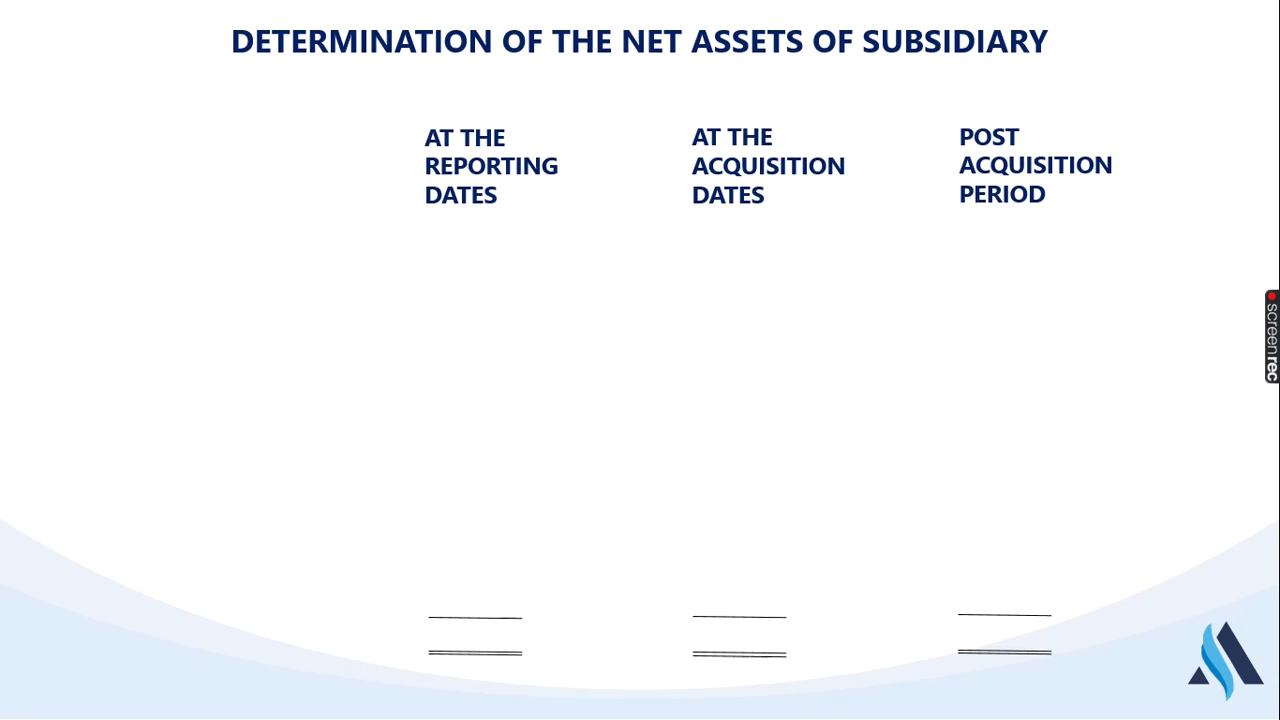 DETERMINATION OF THE NET ASSETS OF SUBSIDIARY
AT THE
REPORTING
DATES
AT THE
ACQUISITION
DATES
POST
ACQUISITION
PERIOD
screenrec